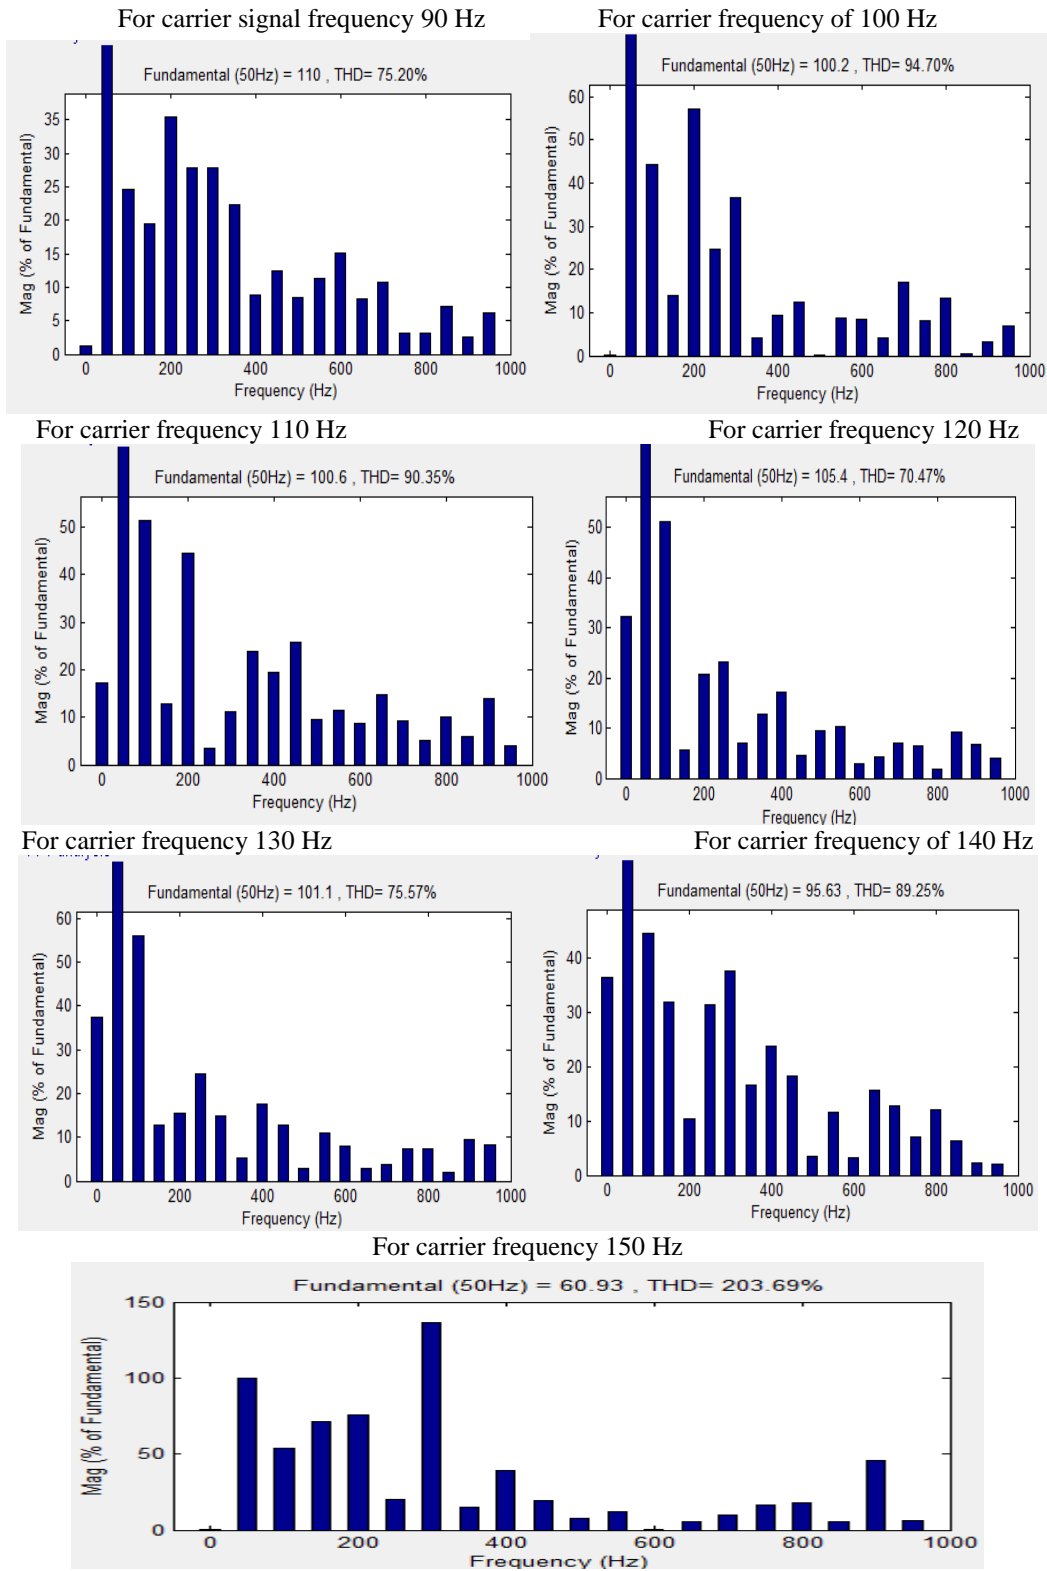 For carrier signal frequency 90 Hz
Fundamental (50Hz) = 110 , THD= 75.20%
Mag (% of Fundamental)
35
30
25
20
15
10
5
0
0 200 400 600 800 1000
Frequency (Hz)
For carrier frequency of 100 Hz
Fundamental (50Hz) = 100.2 , THD= 94.70%
Mag (% of Fundamental)
60
50
40
30
20
10
0
0 200 400 600 800 1000
Frequency (Hz)
For carrier frequency 110 Hz
Fundamental (50Hz) = 100.6 , THD= 90.35%
Mag (% of Fundamental)
50
40
30
20
10
0
0 200 400 600 800 1000
Frequency (Hz)
For carrier frequency 120 Hz
Fundamental (50Hz) = 105.4 , THD= 70.47%
Mag (% of Fundamental)
50
40
30
20
10
0
0 200 400 600 800 1000
Frequency (Hz)
For carrier frequency 130 Hz
Fundamental (50Hz) = 101.1 , THD= 75.57%
Mag (% of Fundamental)
60
50
40
30
20
10
0
0 200 400 600 800 1000
Frequency (Hz)
For carrier frequency of 140 Hz
Fundamental (50Hz) = 95.63 , THD= 89.25%
Mag (% of Fundamental)
40
30
20
10
0
0 200 400 600 800 1000
Frequency (Hz)
For carrier frequency 150 Hz
Fundamental (50Hz) = 60.93 , THD= 203.69%
Mag (% of Fundamental)
150
100
50
0
0 200 400 600 800 1000
Frequency (Hz)